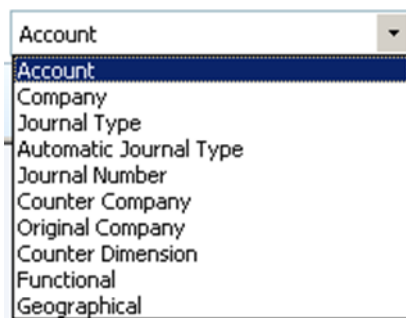 Account
Account
Company
Journal Type
Automatic Journal Type
Journal Number
Counter Company
Original Company
Counter Dimension
Functional
Geographical